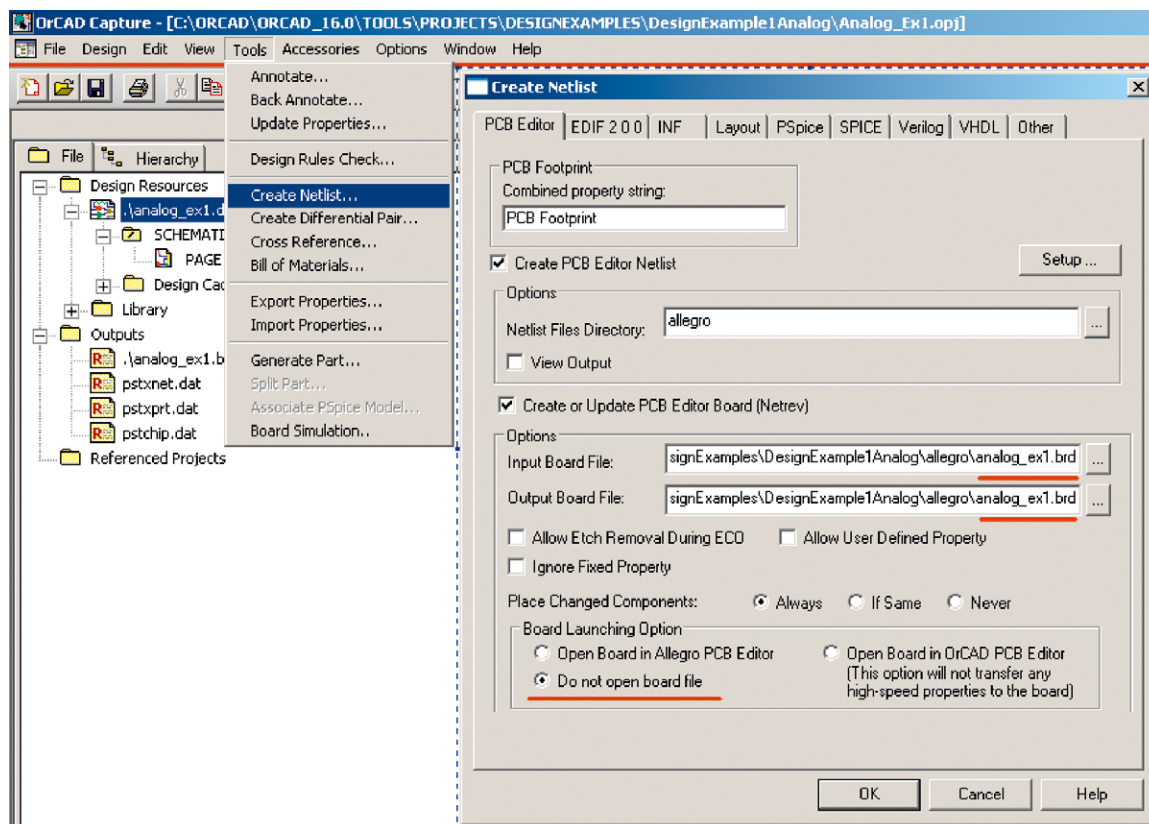 OrCAD Capture - [C:\ORCAD\ORCAD_16.0\TOOLS\PROJECTS\DESIGNEXAMPLES\DesignExample1Analog\Analog_Ex1.opj]
File Design Edit View Tools Accessories Options Window Help
Annotate...
Back Annotate...
Update Properties...
Design Rules Check...
Create Netlist...
Create Differential Pair...
Cross Reference...
Bill of Materials...
Export Properties...
Import Properties...
Generate Part...
Split Part...
Associate PSpice Model...
Board Simulation..
File Hierarchy
Design Resources
.\analog_ex1.d
SCHEMATI
PAGE
Design Cac
Library
Outputs
.\analog_ex1.b
pstxnet.dat
pstxprt.dat
pstchip.dat
Referenced Projects
Create Netlist
PCB Editor EDIF 2 0 0 INF Layout PSpice SPICE Verilog VHDL Other
PCB Footprint
Combined property string:
PCB Footprint
Create PCB Editor Netlist
Setup ...
Options
Netlist Files Directory: allegro ...
View Output
Create or Update PCB Editor Board (Netrev)
Options
Input Board File: signExamples\DesignExample1Analog\allegro\analog_ex1.brd ...
Output Board File: signExamples\DesignExample1Analog\allegro\analog_ex1.brd ...
Allow Etch Removal During ECO Allow User Defined Property
Ignore Fixed Property
Place Changed Components: Always If Same Never
Board Launching Option
Open Board in Allegro PCB Editor
Do not open board file
Open Board in OrCAD PCB Editor
(This option will not transfer any
high-speed properties to the board)
OK Cancel Help